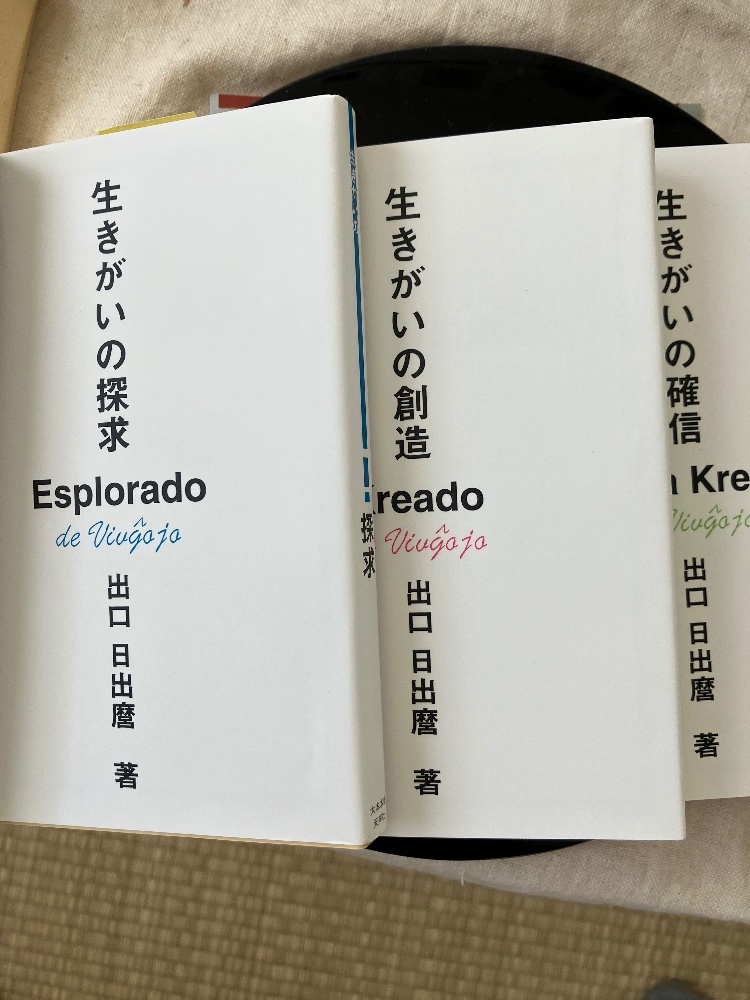 生きがいの探求
Esplorado
de Vivĝojo
出口 日出麿 著
探求
生きがいの創造
Kreado
Vivĝojo
出口 日出麿 著
生きがいの確信
a Kre
Vivĝojo
出口 日出麿 著